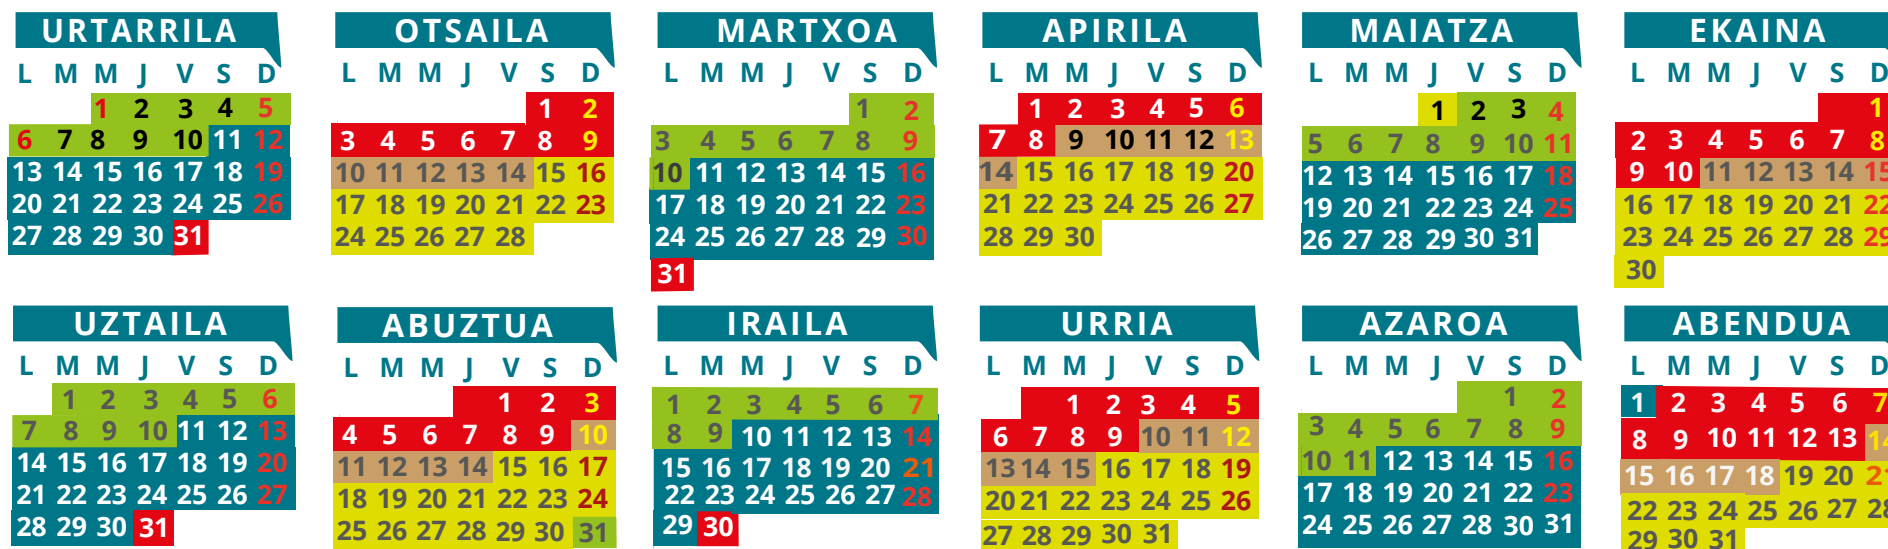 URTARRILA
L M M J V S D
1 2 3 4 5
6 7 8 9 10 11 12
13 14 15 16 17 18 19
20 21 22 23 24 25 26
27 28 29 30 31
OTSAILA
L M M J V S D
1 2
3 4 5 6 7 8 9
10 11 12 13 14 15 16
17 18 19 20 21 22 23
24 25 26 27 28
MARTXOA
L M M J V S D
1 2
3 4 5 6 7 8 9
10 11 12 13 14 15 16
17 18 19 20 21 22 23
24 25 26 27 28 29 30
31
APIRILA
L M M J V S D
1 2 3 4 5 6
7 8 9 10 11 12 13
14 15 16 17 18 19 20
21 22 23 24 25 26 27
28 29 30
MAIATZA
L M M J V S D
1 2 3 4
5 6 7 8 9 10 11
12 13 14 15 16 17 18
19 20 21 22 23 24 25
26 27 28 29 30 31
EKAINA
L M M J V S D
1
2 3 4 5 6 7 8
9 10 11 12 13 14 15
16 17 18 19 20 21 22
23 24 25 26 27 28 29
30
UZTAILA
L M M J V S D
1 2 3 4 5 6
7 8 9 10 11 12 13
14 15 16 17 18 19 20
21 22 23 24 25 26 27
28 29 30 31
ABUZTUA
L M M J V S D
1 2 3
4 5 6 7 8 9 10
11 12 13 14 15 16 17
18 19 20 21 22 23 24
25 26 27 28 29 30 31
IRAILA
L M M J V S D
1 2 3 4 5 6 7
8 9 10 11 12 13 14
15 16 17 18 19 20 21
22 23 24 25 26 27 28
29 30
URRIA
L M M J V S D
1 2 3 4 5
6 7 8 9 10 11 12
13 14 15 16 17 18 19
20 21 22 23 24 25 26
27 28 29 30 31
AZAROA
L M M J V S D
1 2
3 4 5 6 7 8 9
10 11 12 13 14 15 16
17 18 19 20 21 22 23
24 25 26 27 28 30 31
ABENDUA
L M M J V S D
1 2 3 4 5 6 7
8 9 10 11 12 13 14
15 16 17 18 19 20 21
22 23 24 25 26 27 28
29 30 31